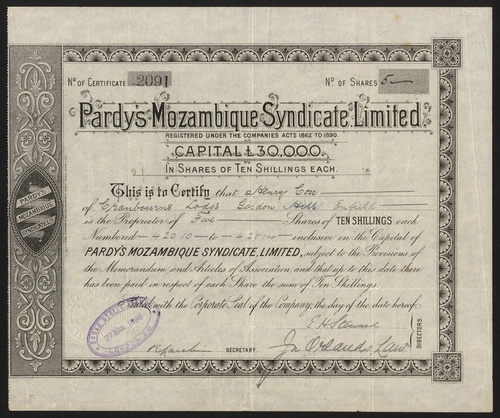 No OF CERTIFICATE 2091 No OF SHARES 5
Pardy's Mozambique Syndicate, Limited
REGISTERED UNDER THE COMPANIES ACTS 1862 TO 1890.
CAPITAL £30,000.
IN SHARES OF TEN SHILLINGS EACH.
This is to Certify that Henry Cox
of Cranbourne Lodge Gordon Hill Enfield
is the Proprietor of Five Shares of TEN SHILLINGS each
Numbered 42010 to inclusive in the Capital of
PARDY'S MOZAMBIQUE SYNDICATE, LIMITED, subject to the Provisions of
the Memorandum and Articles of Association, and that up to this date there
has been paid in respect of each Share the sum of Ten Shillings.
with the Corporate Seal of the Company, the day of the date hereof.
SECRETARY.
DIRECTORS.
PARDY'S
MOZAMBIQUE
SYNDICATE